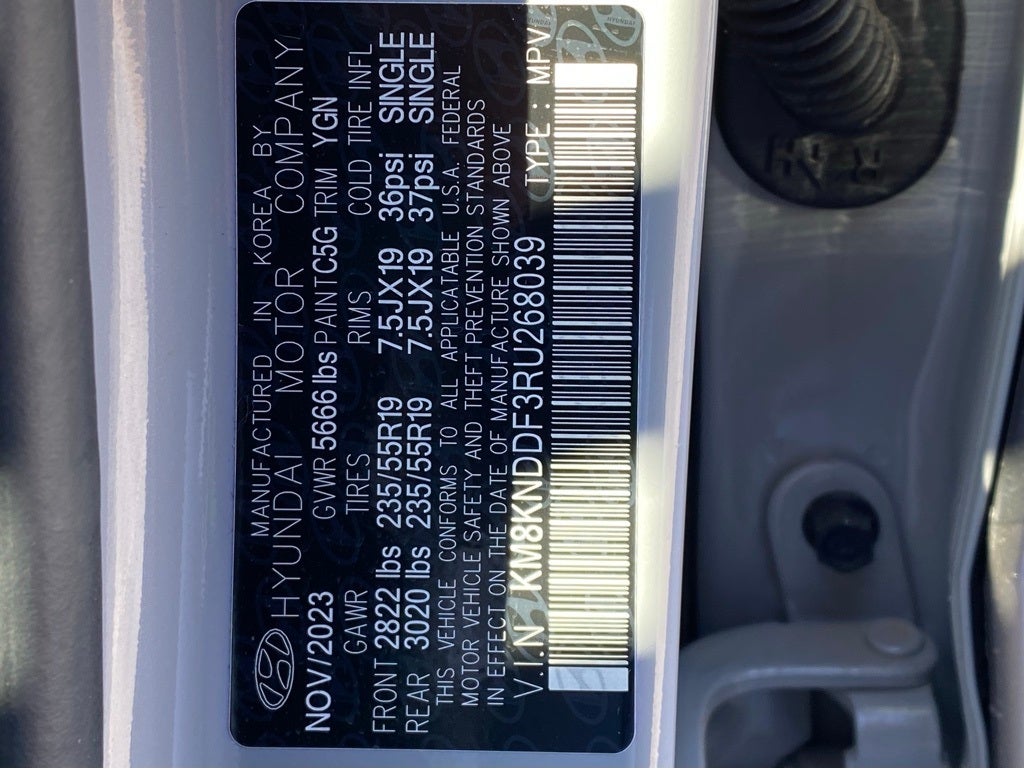 MANUFACTURED IN KOREA BY
HYUNDAI MOTOR COMPANY
NOV/2023 GVWR 5666 lbs PAINT C5G TRIM YGN
GAWR TIRES RIMS COLD TIRE INFL
FRONT 2822 lbs 235/55R19 7.5JX19 36psi SINGLE
REAR 3020 lbs 235/55R19 7.5JX19 37psi SINGLE
THIS VEHICLE CONFORMS TO ALL APPLICABLE U.S.A. FEDERAL
MOTOR VEHICLE SAFETY AND THEFT PREVENTION STANDARDS
IN EFFECT ON THE DATE OF MANUFACTURE SHOWN ABOVE
V.I.N : KM8KNDDF3RU268039 TYPE : MPV
HYUNDAI
R RH